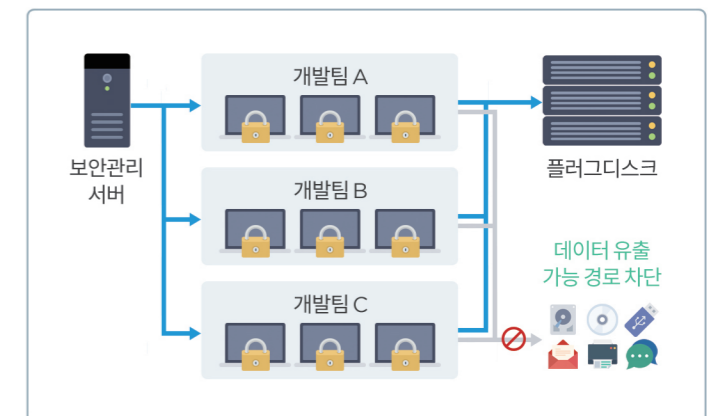 개발팀 A
보안관리
서버
플러그디스크
개발팀 B
데이터 유출
가능 경로 차단
개발팀 C